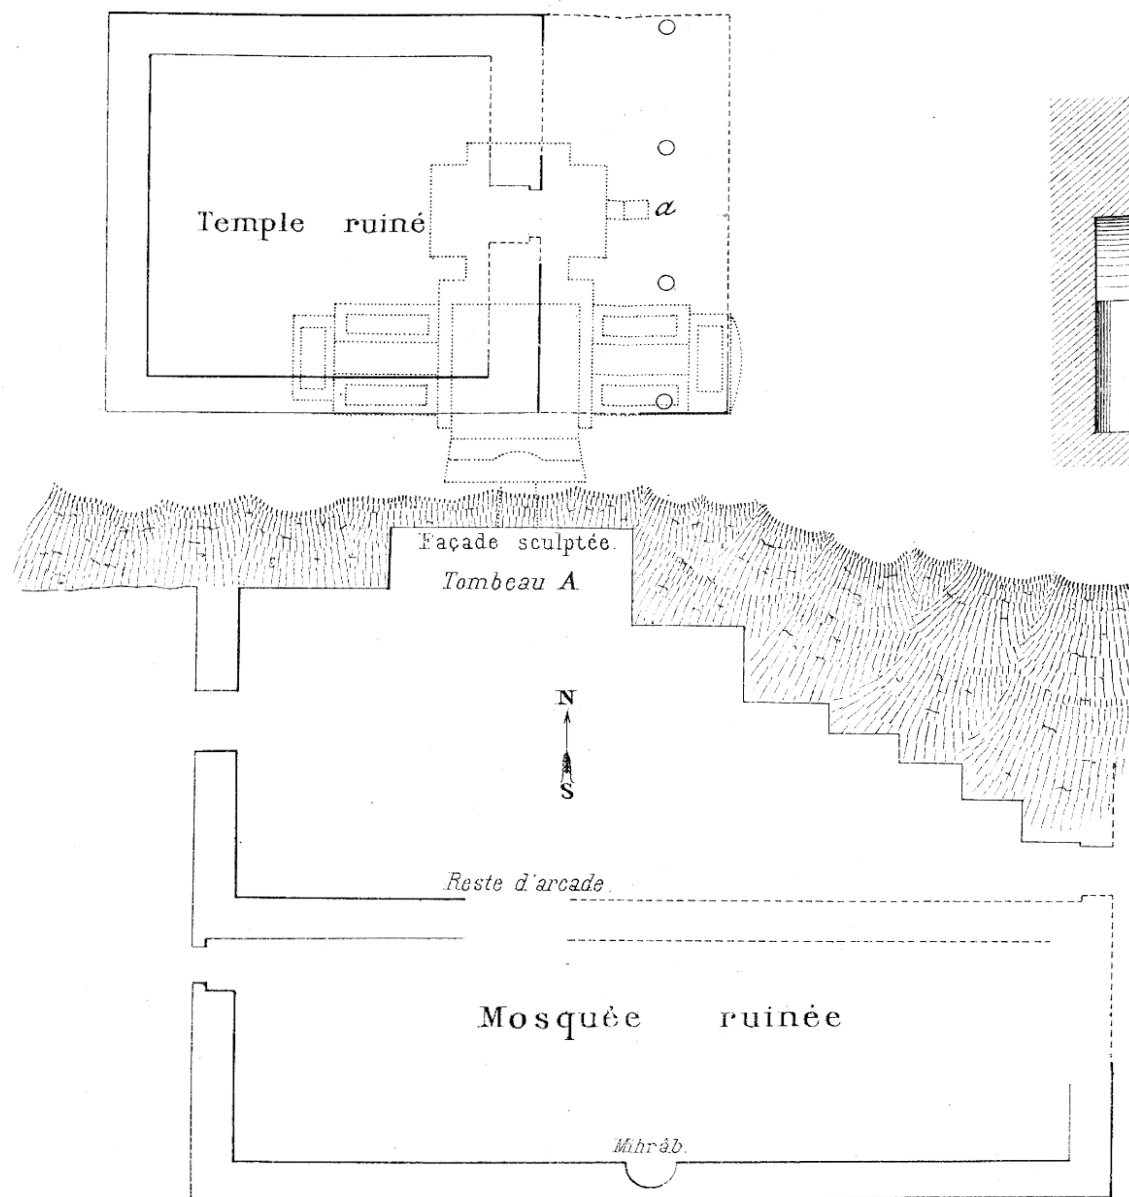 Temple ruiné
a
Façade sculptée.
Tombeau A.
N
S
Reste d'arcade.
Mosquée ruinée
Mihrâb.